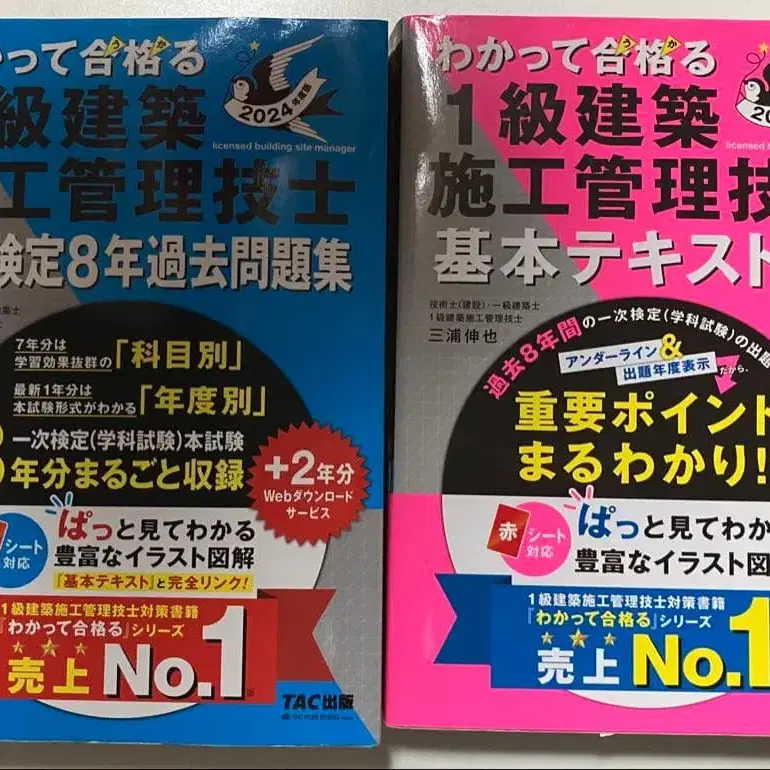 かって合格る
うか
2024年度版
級建築
licensed building site manager
工管理技士
検定8年過去問題集
築士
7年分は
学習効果抜群の「科目別」
最新1年分は
本試験形式がわかる「年度別」
一次検定(学科試験)本試験
年分まるごと収録
+2年分
Webダウンロード
サービス
シート
対応
ぱっと見てわかる
豊富なイラスト図解
『基本テキスト』と完全リンク!
1級建築施工管理技士対策書籍
『わかって合格る』シリーズ
売上No.1
TAC出版
わかって合格る
うか
20
1級建築
licensed b
施工管理技
基本テキスト
技術士(建設)・一級建築士
1級建築施工管理技士
三浦伸也
過去8年間の一次検定(学科試験)の出題
アンダーライン&
出題年度表示
だから、
重要ポイント
まるわかり!!
赤シート
対応
ぱっと見てわか
豊富なイラスト図
1級建築施工管理技士対策書籍
『わかって合格る』シリーズ
売上No.1